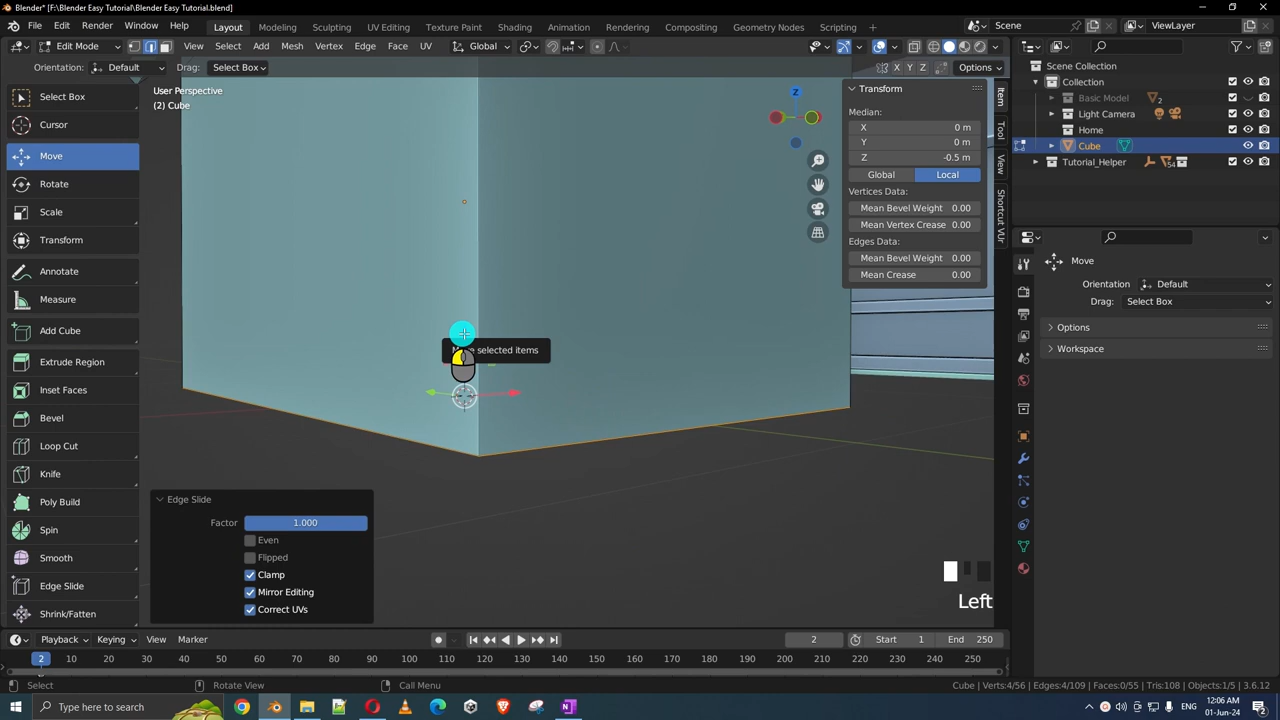 Blender* [F:\Blender Easy Tutorial\Blender Easy Tutorial.blend]
File Edit Render Window Help Layout Modeling Sculpting UV Editing Texture Paint Shading Animation Rendering Compositing Geometry Nodes Scene ViewLayer
Edit Mode View Select Add Mesh Vertex Edge Face UV Global
Orientation: Default Drag: Select Box X Y Z Options
User Perspective
(2) Cube
Select Box
Cursor
Move
Rotate
Scale
Transform
Annotate
Measure
Add Cube
Extrude Region
Inset Faces
Bevel
Loop Cut
Knife
Poly Build
Spin
Smooth
Edge Slide
Shrink/Fatten
Z
selected items
Edge Slide
Factor 1.000
Even
Flipped
Clamp
Mirror Editing
Correct UVs
Left
Transform
Median:
X 0 m
Y 0 m
Z -0.5 m
Global Local
Vertices Data:
Mean Bevel Weight 0.00
Mean Vertex Crease 0.00
Edges Data:
Mean Bevel Weight 0.00
Mean Crease 0.00
Item
Tool
View
Shortcut VUr
Scene Collection
Collection
Basic Model 2
Light Camera
Home
Cube
Tutorial_Helper 54
Move
Orientation Default
Drag: Select Box
Options
Workspace
Playback Keying View Marker 2 Start 1 End 250
2 10 20 30 40 50 60 70 80 90 100 110 120 130 140 150 160 170 180 190 200 210 220 230 240 250
Select Rotate View Call Menu Cube | Verts:4/56 | Edges:4/109 | Faces:0/55 | Tris:108 | Objects:1/5 | 3.6.12
Type here to search
12:06 AM
01-Jun-24